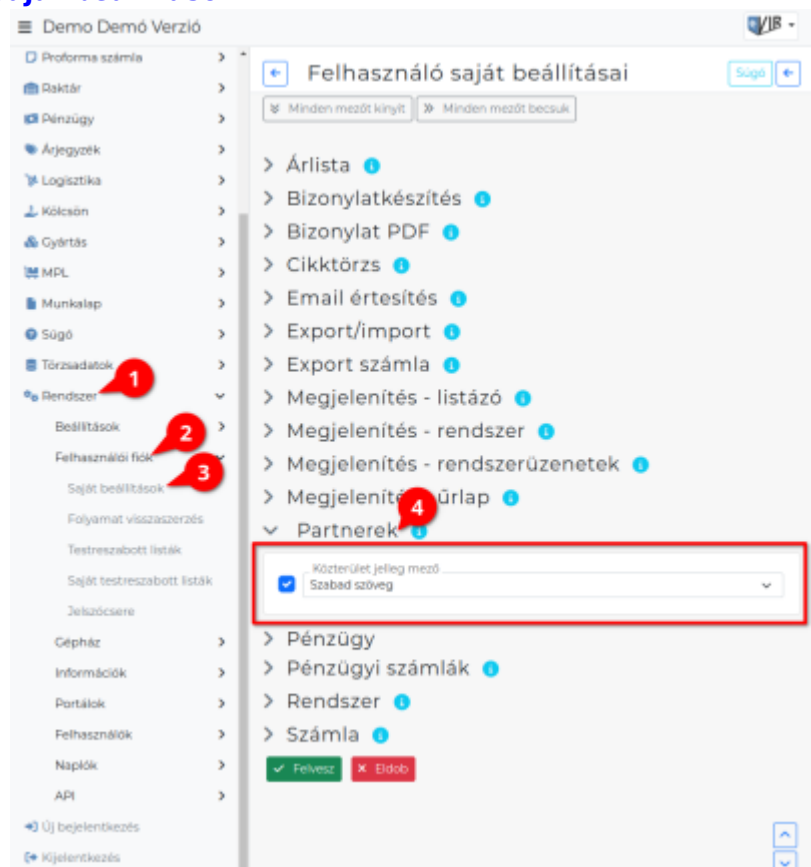 Demo Demó Verzió
VIR
Proforma számla
Raktár
Pénzügy
Árjegyzék
Logisztika
Kölcsön
Gyártás
MPL
Munkalap
Súgó
Törzsadatok
1
Rendszer
Beállítások
2
Felhasználói fiók
3
Saját beállítások
Folyamat visszaszerzés
Testreszabott listák
Saját testreszabott listák
Jelszócsere
Gépház
Információk
Portálok
Felhasználók
Naplók
API
Új bejelentkezés
Kijelentkezés
Felhasználó saját beállításai
Súgó
Minden mezőt kinyit
Minden mezőt becsuk
Árlista
Bizonylatkészítés
Bizonylat PDF
Cikktörzs
Email értesítés
Export/import
Export számla
Megjelenítés - listázó
Megjelenítés - rendszer
Megjelenítés - rendszerüzenetek
űrlap
4
Partnerek
Közterület jelleg mező
Szabad szöveg
Pénzügy
Pénzügyi számlák
Rendszer
Számla
Felvesz
Eldob